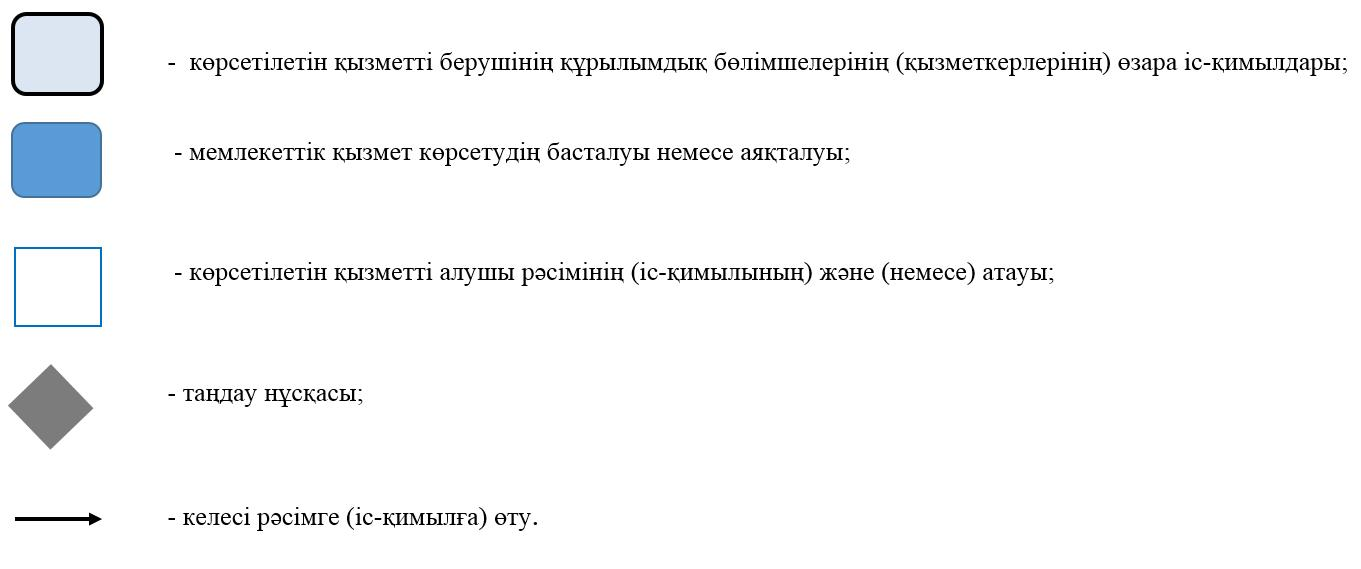 - көрсетілетін қызметті берушінің құрылымдық бөлімшелерінің (қызметкерлерінің) өзара іс-қимылдары;
- мемлекеттік қызмет көрсетудің басталуы немесе аяқталуы;
- көрсетілетін қызметті алушы рәсімінің (іс-қимылының) және (немесе) атауы;
- таңдау нұсқасы;
- келесі рәсімге (іс-қимылға) өту.